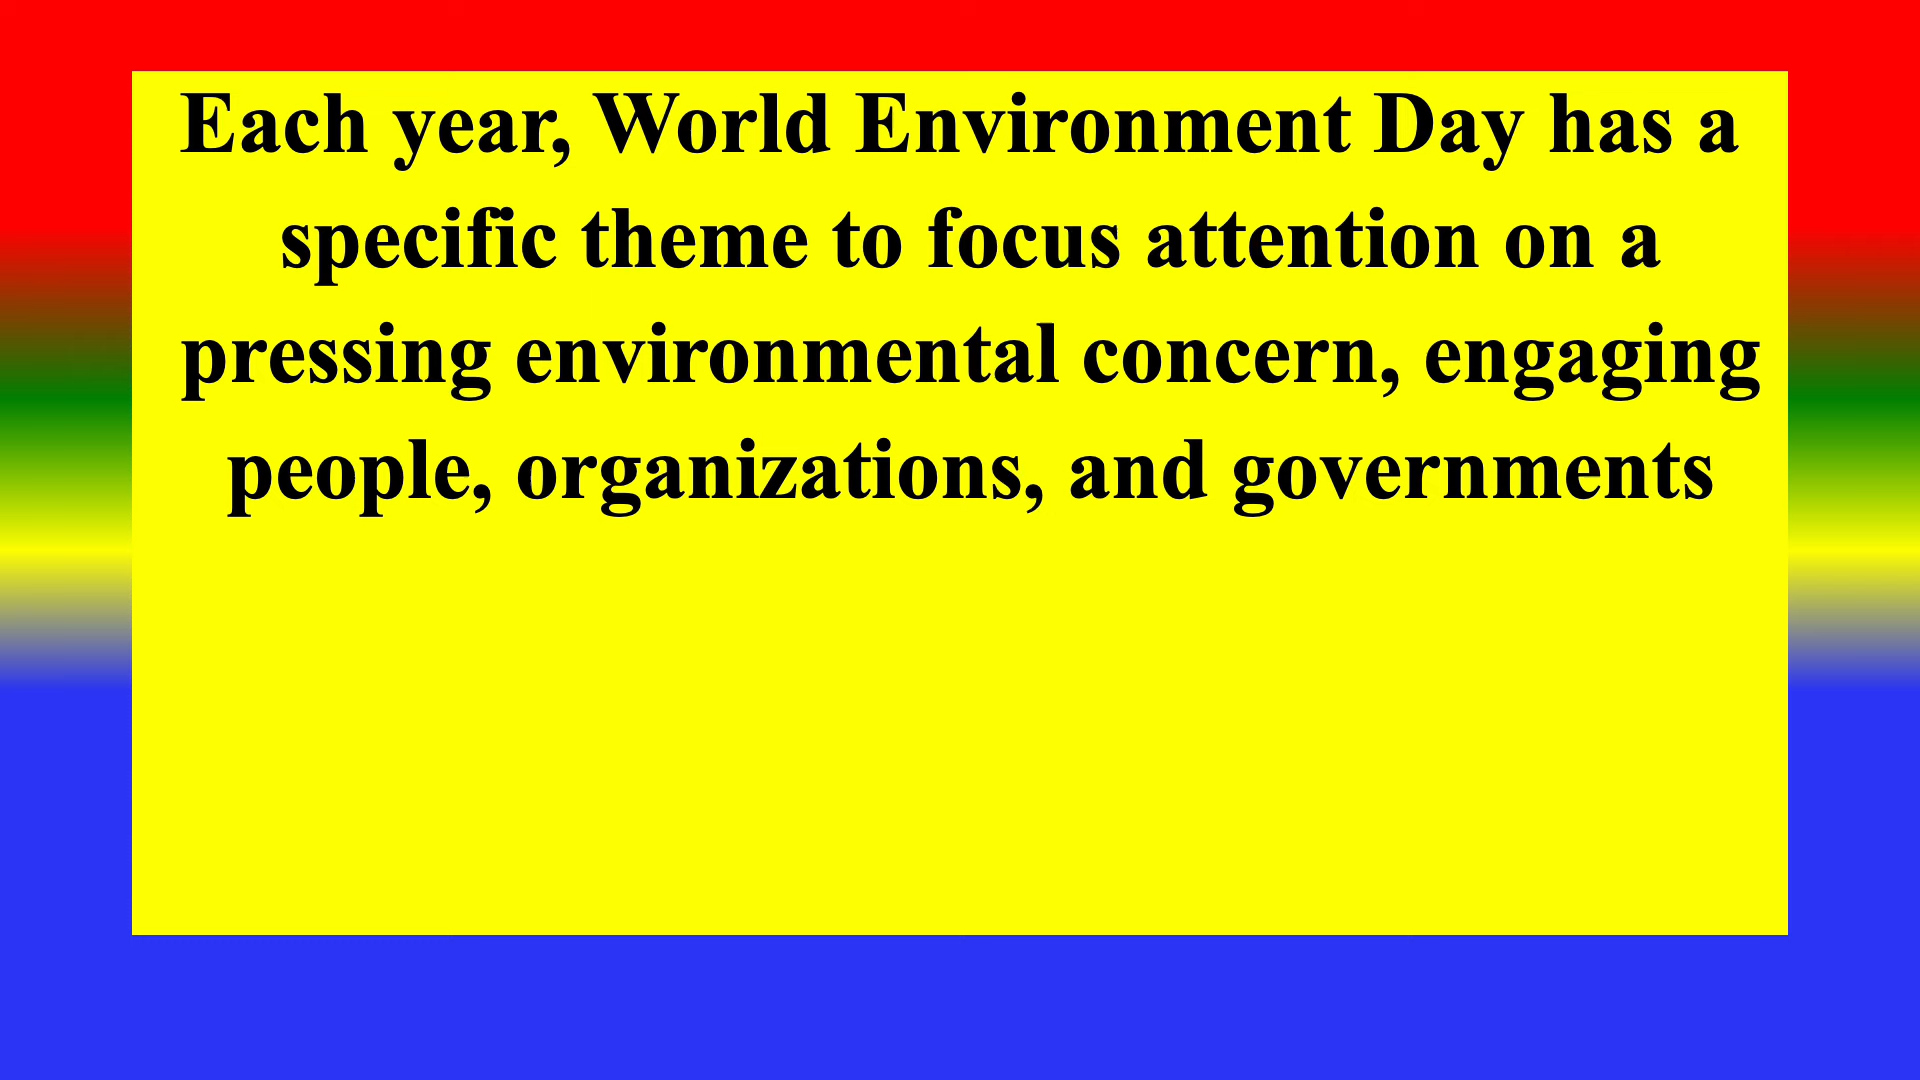 Each year, World Environment Day has a
specific theme to focus attention on a
pressing environmental concern, engaging
people, organizations, and governments